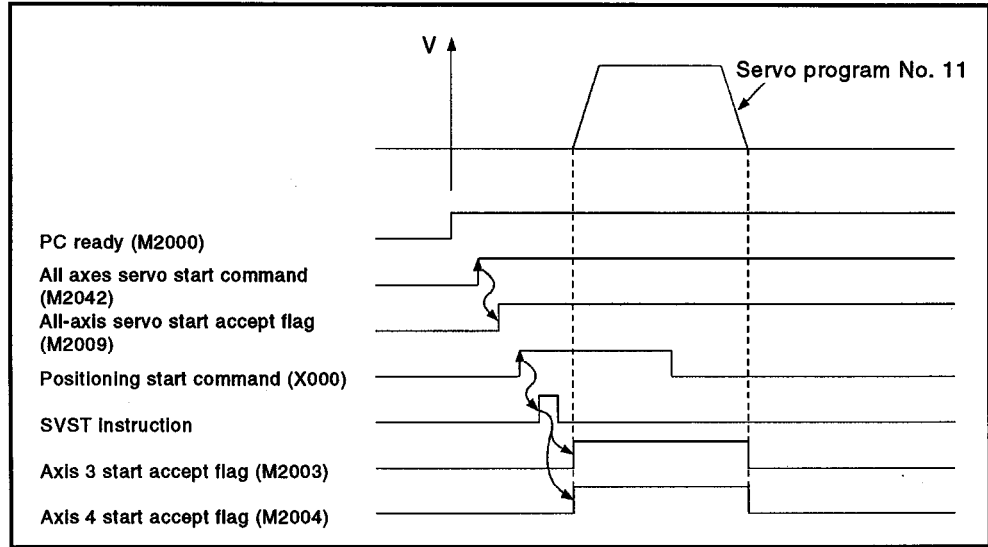 V
Servo program No. 11
PC ready (M2000)
All axes servo start command
(M2042)
All-axis servo start accept flag
(M2009)
Positioning start command (X000)
SVST Instruction
Axis 3 start accept flag (M2003)
Axis 4 start accept flag (M2004)